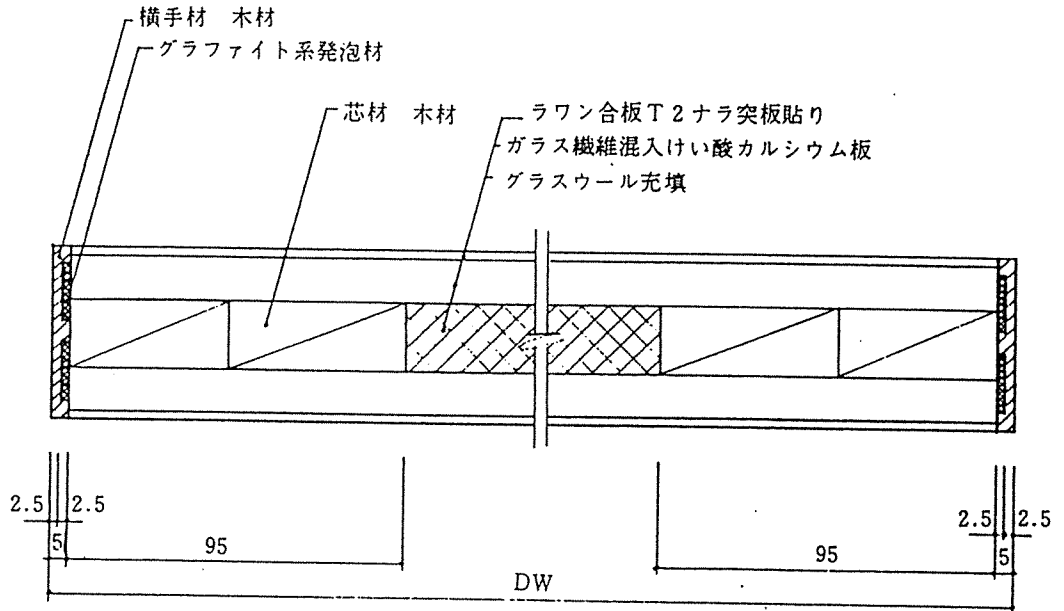 横手材 木材
グラファイト系発泡材
芯材 木材
ラワン合板T2ナラ突板貼り
ガラス繊維混入けい酸カルシウム板
グラスウール充填
2.5 2.5
5
95
2.5 2.5
95
5
DW